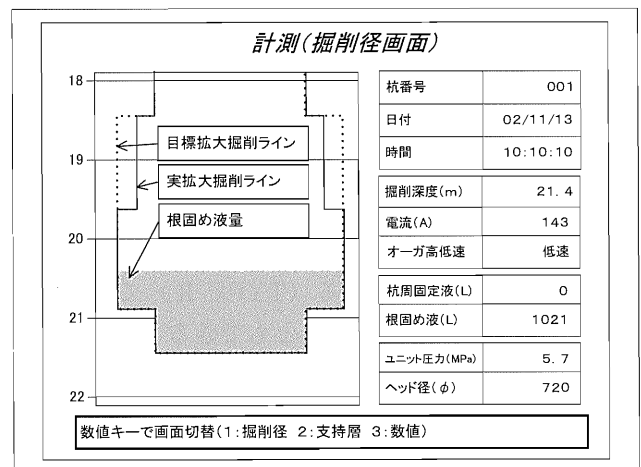 計測(掘削径画面)
18
19
20
21
22
目標拡大掘削ライン
実拡大掘削ライン
根固め液量
杭番号 001
日付 02/11/13
時間 10:10:10
掘削深度(m) 21.4
電流(A) 143
オーガ高低速 低速
杭周固定液(L) 0
根固め液(L) 1021
ユニット圧力(MPa) 5.7
ヘッド径(φ) 720
数値キーで画面切替(1:掘削径 2:支持層 3:数値)